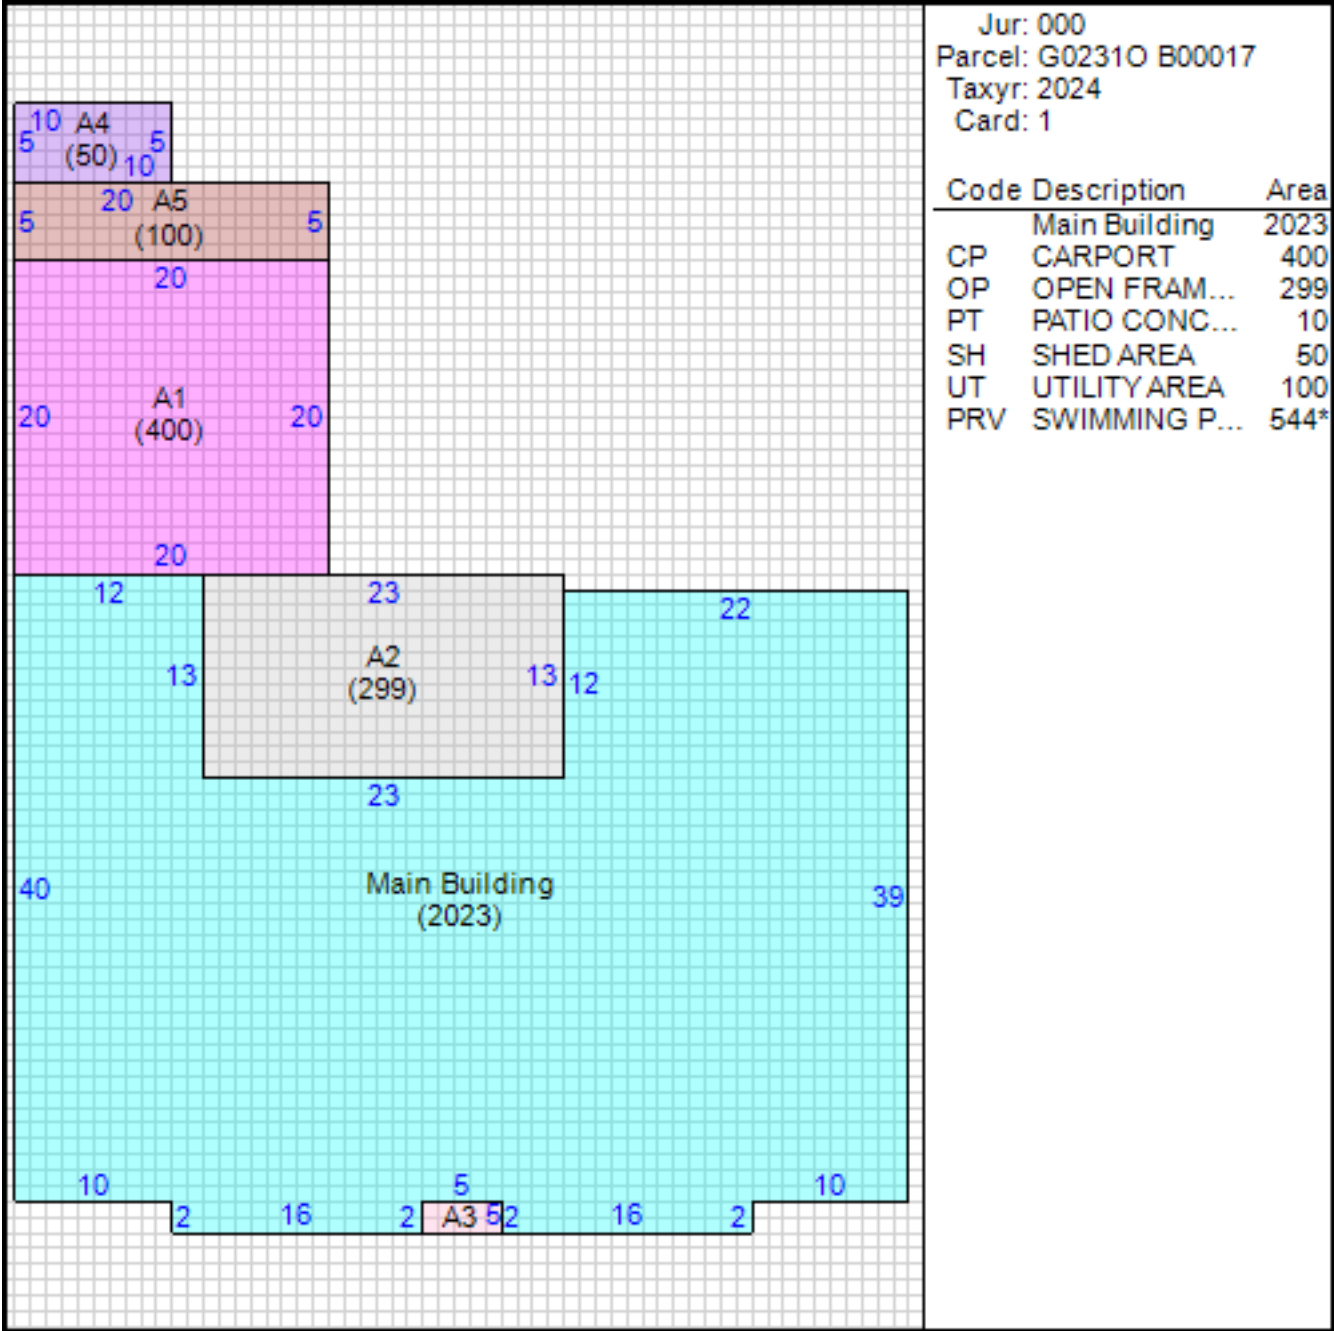 Jur: 000
Parcel: G0231O B00017
Taxyr: 2024
Card: 1
Code Description Area
Main Building 2023
CP CARPORT 400
OP OPEN FRAM... 299
PT PATIO CONC... 10
SH SHED AREA 50
UT UTILITY AREA 100
PRV SWIMMING P... 544*
10 A4
5 (50) 5
10
20 A5
5 (100) 5
20
A1
20 (400) 20
20
12 23 22
A2
13 (299) 13 12
23
Main Building
40 (2023) 39
10 5 10
2 16 2 A3 5 2 16 2